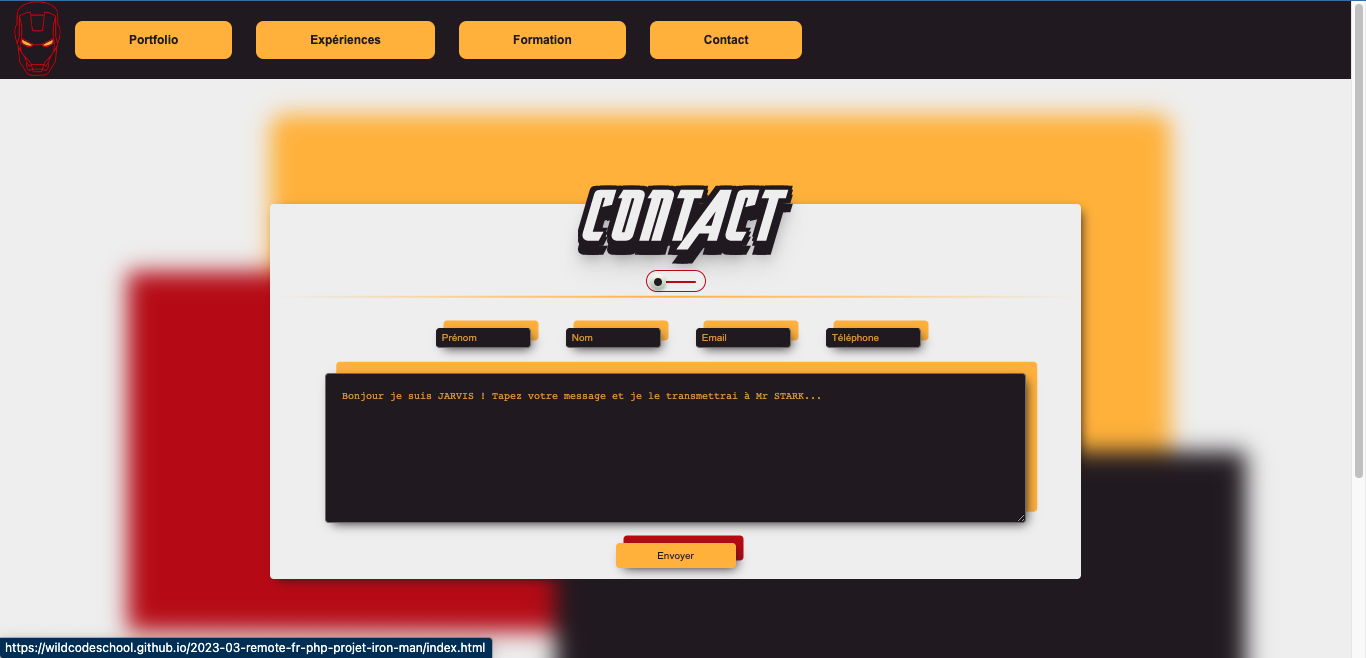 Portfolio Expériences Formation Contact
CONTACT
Prénom Nom Email Téléphone
Bonjour je suis JARVIS ! Tapez votre message et je le transmettrai à Mr STARK...
Envoyer
https://wildcodeschool.github.io/2023-03-remote-fr-php-projet-iron-man/index.html